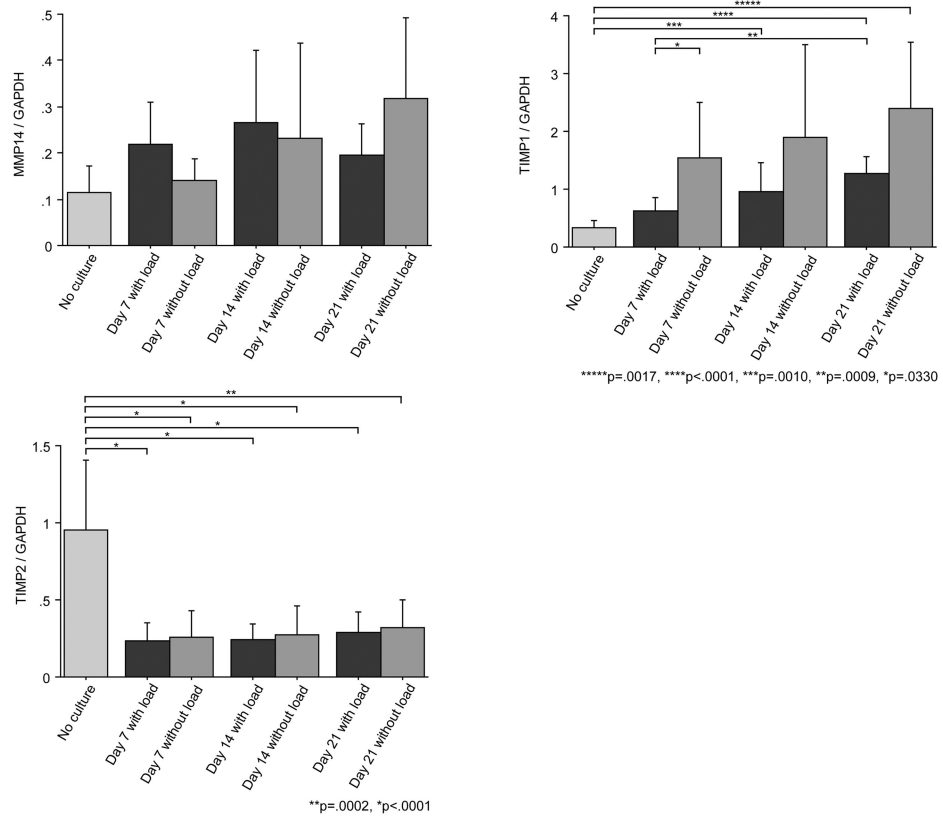 MMP14 / GAPDH
.5
.4
.3
.2
.1
0
No culture
Day 7 with load
Day 7 without load
Day 14 with load
Day 14 without load
Day 21 with load
Day 21 without load
TIMP1 / GAPDH
4
3
2
1
0
*****
****
***
**
*
No culture
Day 7 with load
Day 7 without load
Day 14 with load
Day 14 without load
Day 21 with load
Day 21 without load
*****p=.0017, ****p<.0001, ***p=.0010, **p=.0009, *p=.0330
TIMP2 / GAPDH
1.5
1
.5
0
**
*
*
*
*
*
No culture
Day 7 with load
Day 7 without load
Day 14 with load
Day 14 without load
Day 21 with load
Day 21 without load
**p=.0002, *p<.0001